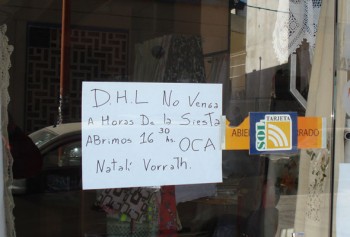 D.H.L No Venga
A Horas De la Siesta
ABrimos 16 30 hs. OCA
Natali Vorrath.
TARJETA
SOL
ABIE RADO